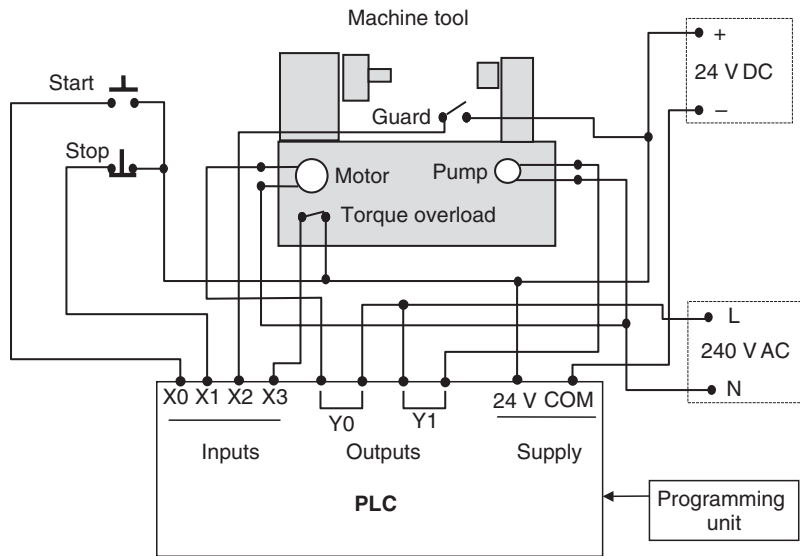 Machine tool
+
24 V DC
–
Start
Guard
Stop
Motor
Pump
Torque overload
L
240 V AC
N
X0 X1 X2 X3
24 V COM
Y0
Y1
Inputs
Outputs
Supply
PLC
Programming
unit